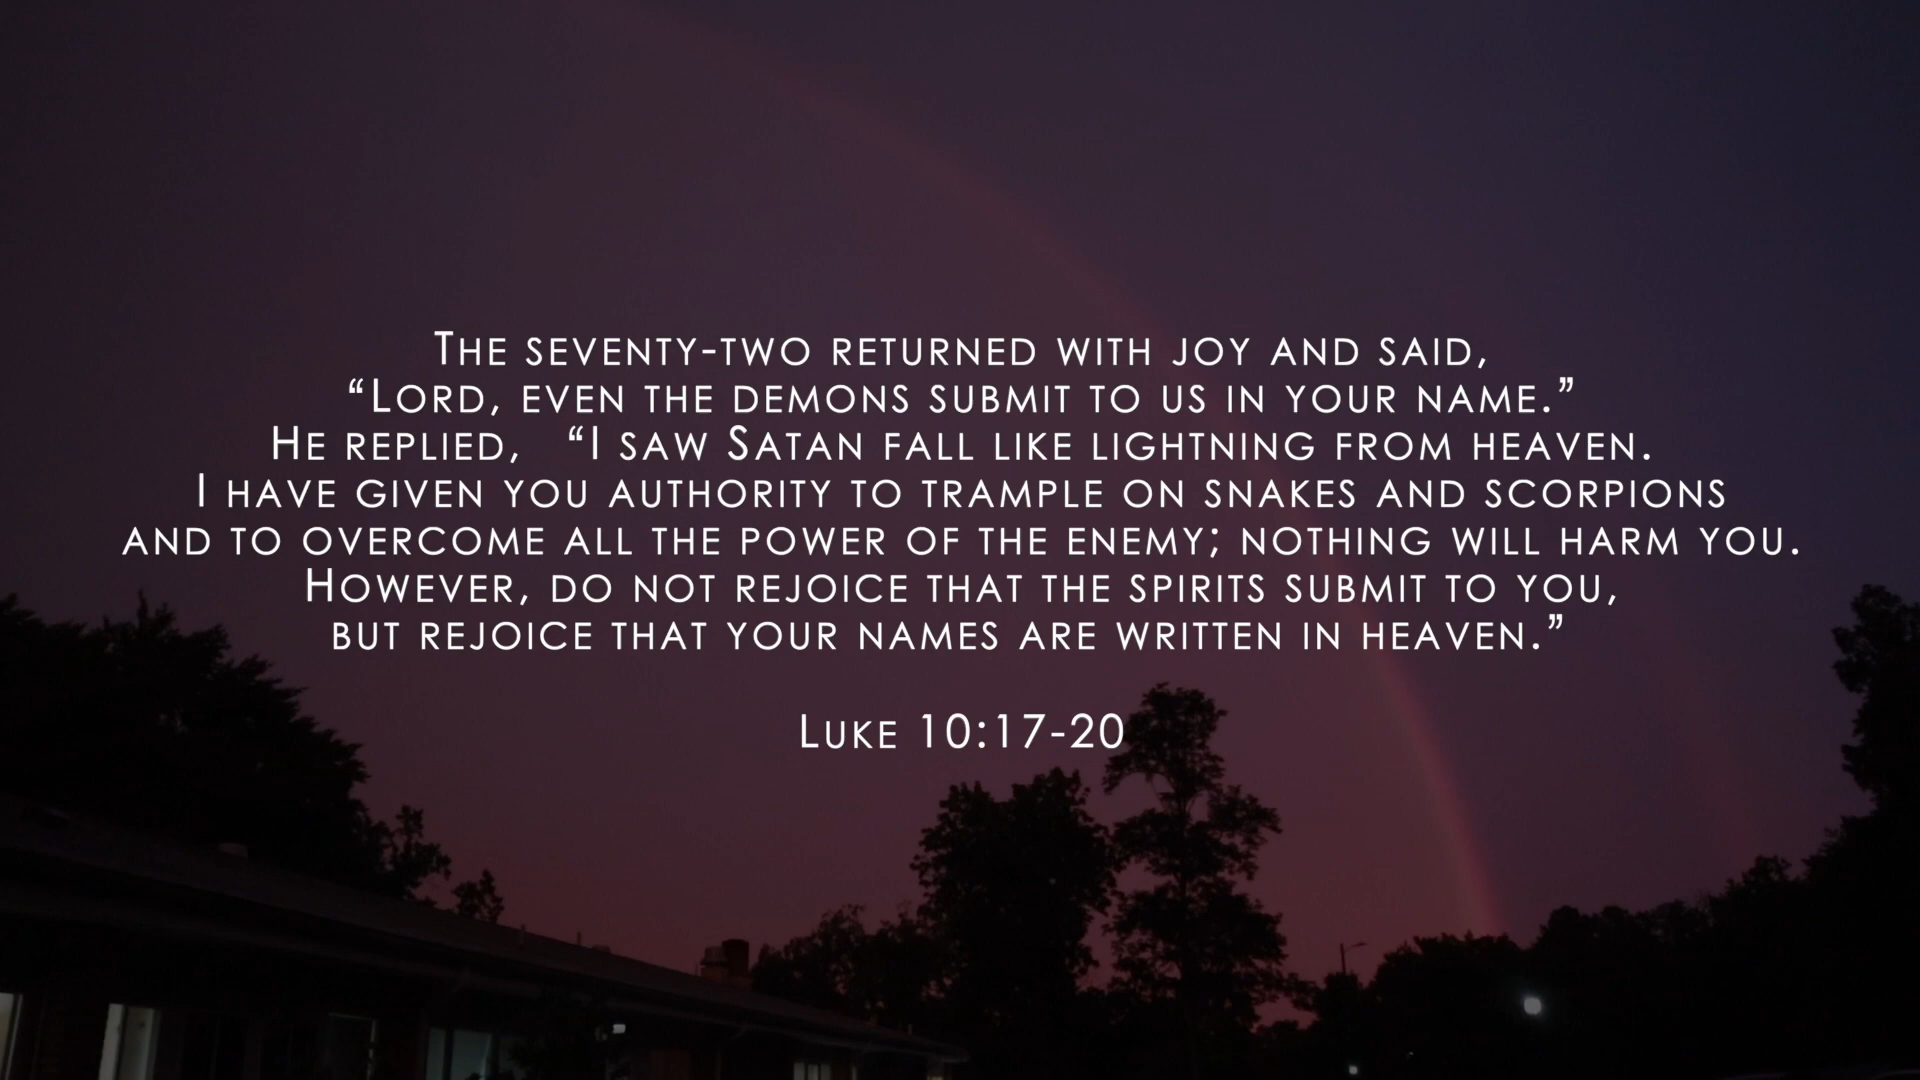 The seventy-two returned with joy and said,
“Lord, even the demons submit to us in your name.”
He replied, “I saw Satan fall like lightning from heaven.
I have given you authority to trample on snakes and scorpions
and to overcome all the power of the enemy; nothing will harm you.
However, do not rejoice that the spirits submit to you,
but rejoice that your names are written in heaven.”
Luke 10:17-20